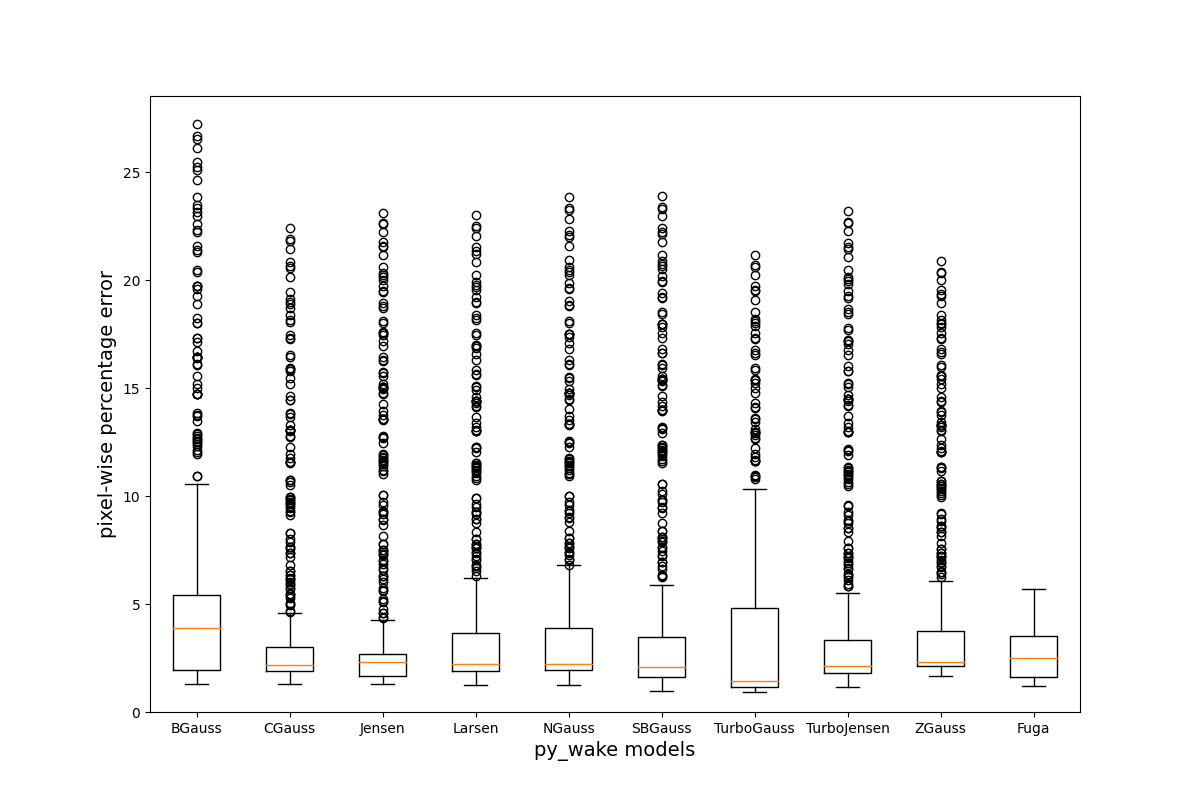 25
20
15
10
5
0
pixel-wise percentage error
BGauss CGauss Jensen Larsen NGauss SBGauss TurboGauss TurboJensen ZGauss Fuga
py_wake models